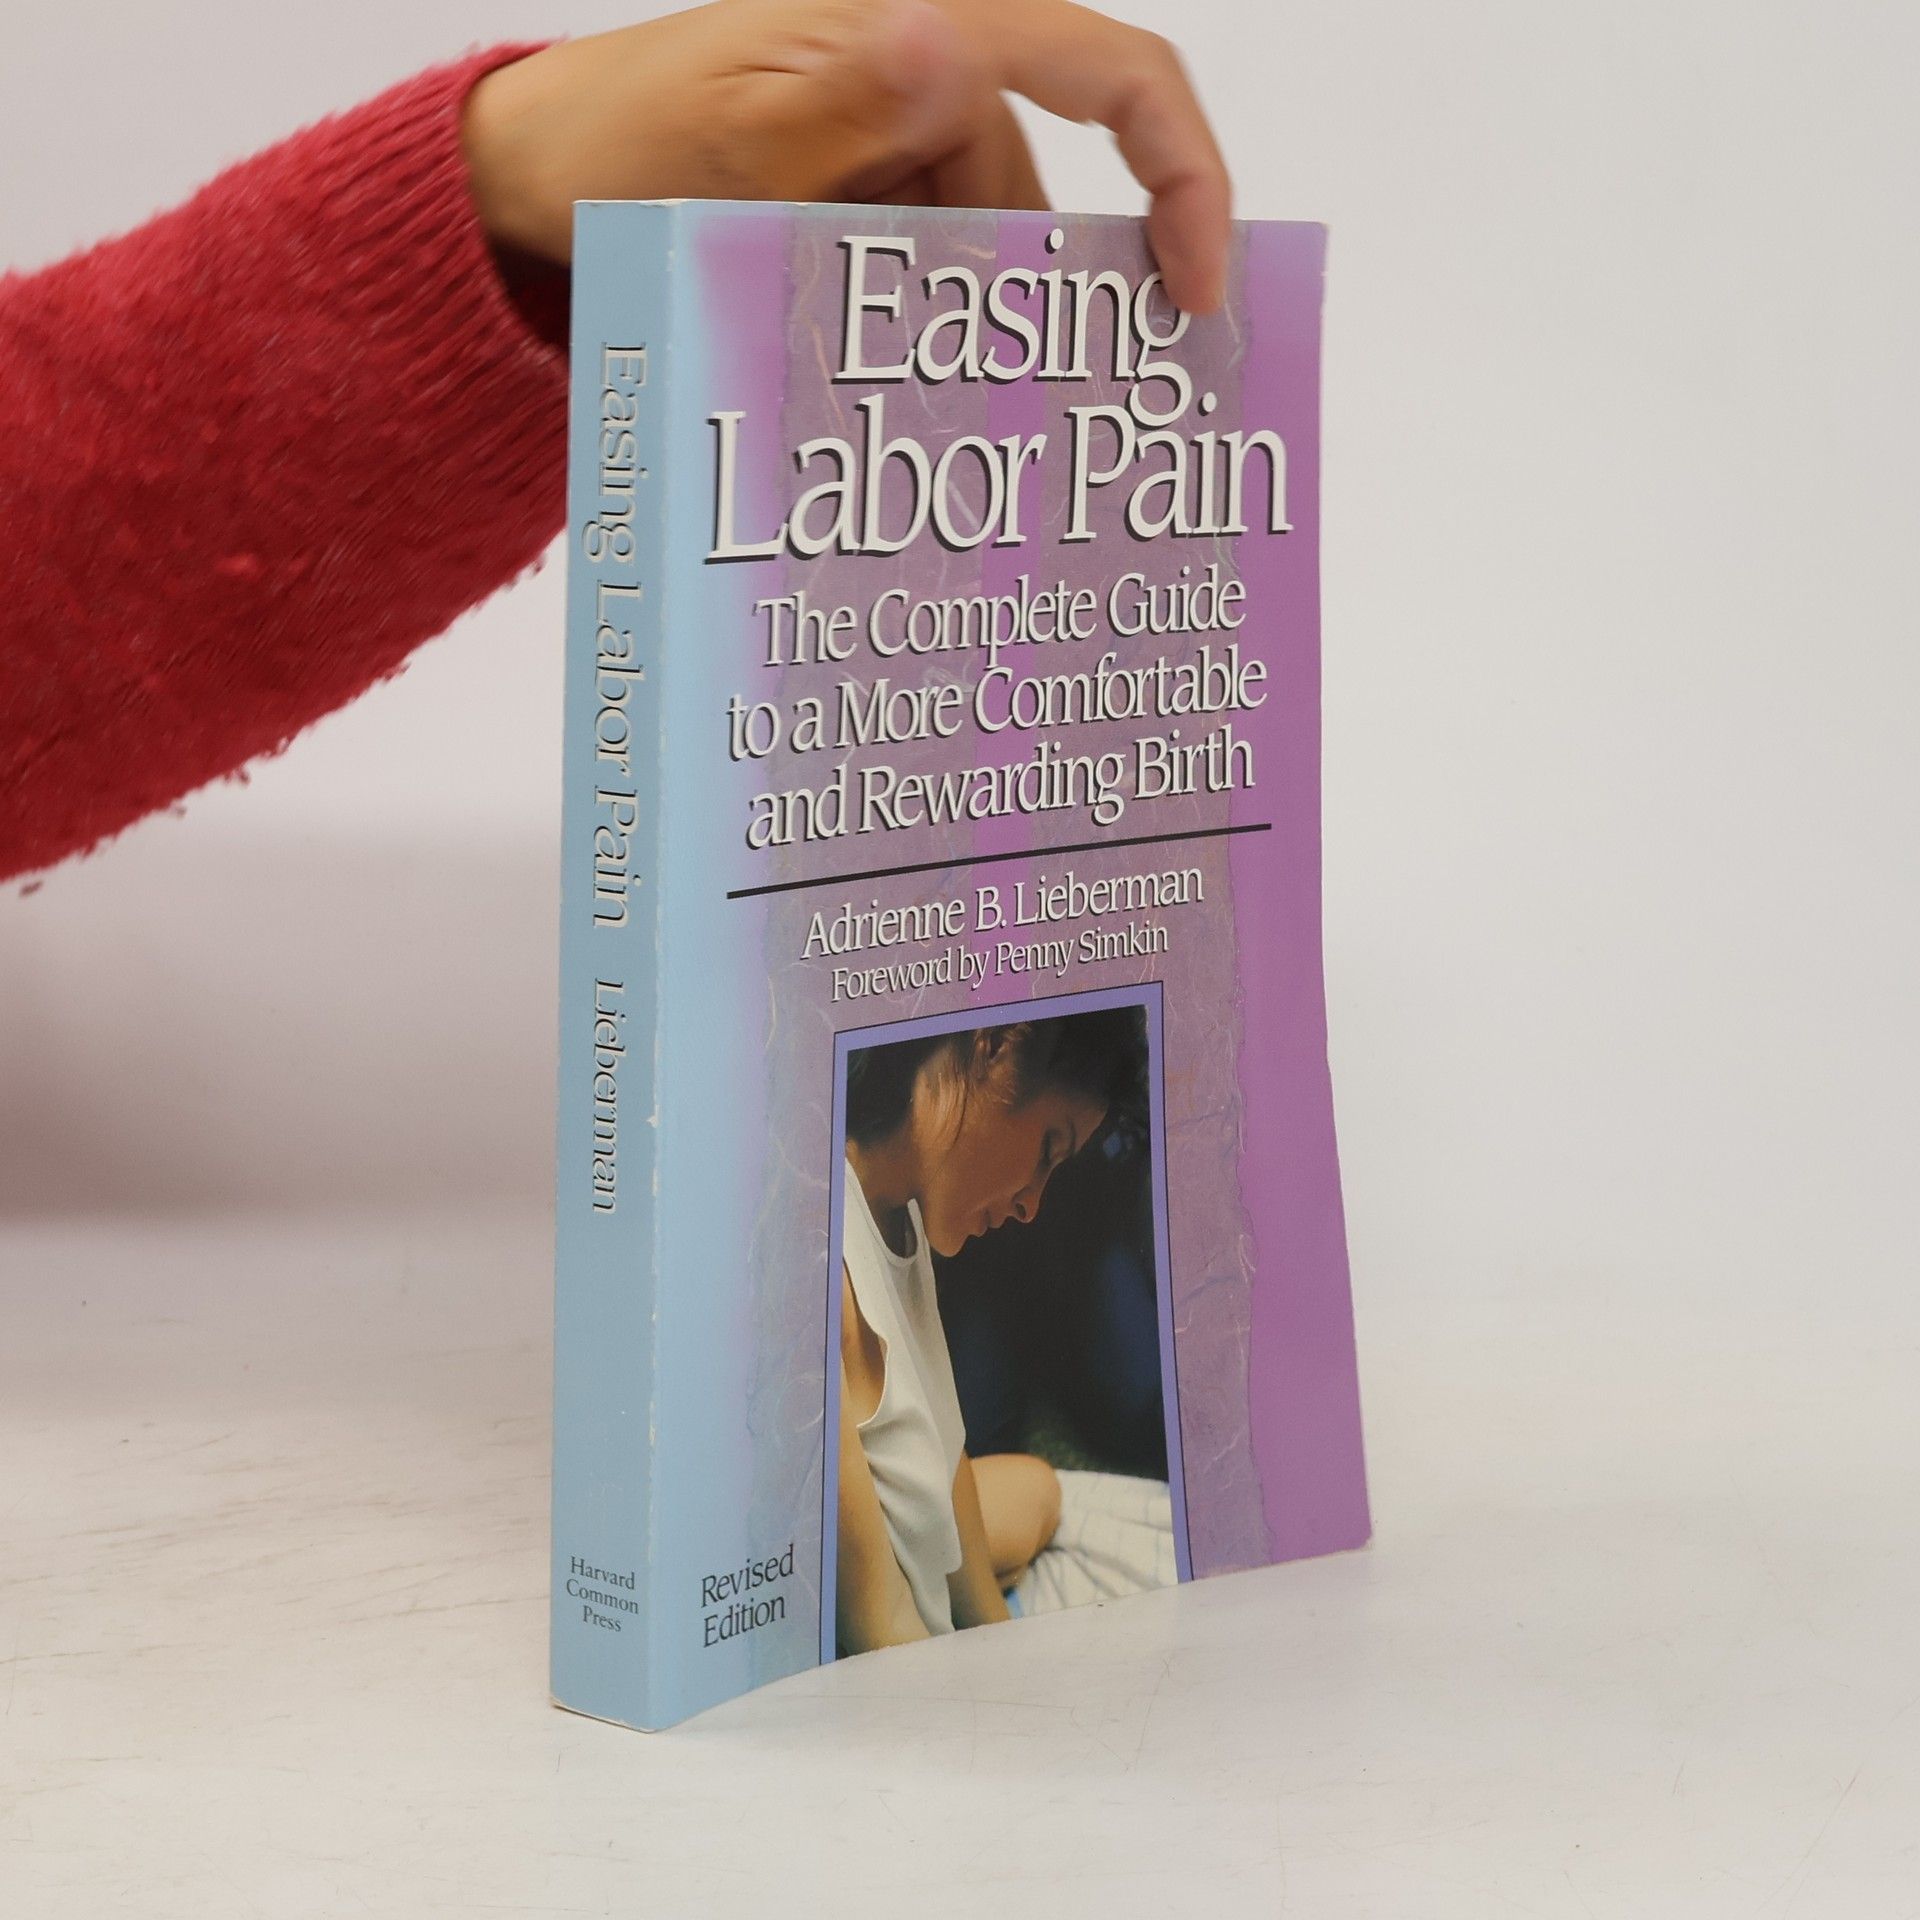 Easing
Labor Pain
The Complete Guide
to a More Comfortable
and Rewarding Birth
Adrienne B. Lieberman
Foreword by Penny Simkin
Revised
Edition
Easing Labor Pain Lieberman
Harvard
Common
Press